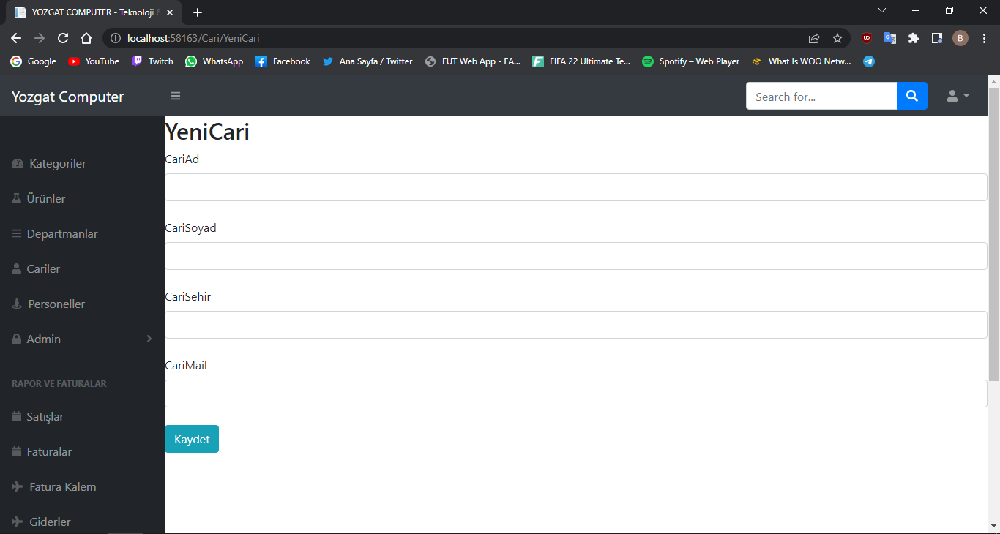 YOZGAT COMPUTER - Teknoloji &
localhost:58163/Cari/YeniCari
UD
B
Google YouTube Twitch WhatsApp Facebook Ana Sayfa / Twitter FUT Web App - EA... FIFA 22 Ultimate Te... Spotify – Web Player What Is WOO Netw...
Yozgat Computer
Search for...
YeniCari
CariAd
CariSoyad
CariSehir
CariMail
Kaydet
Kategoriler
Ürünler
Departmanlar
Cariler
Personeller
Admin
RAPOR VE FATURALAR
Satışlar
Faturalar
Fatura Kalem
Giderler